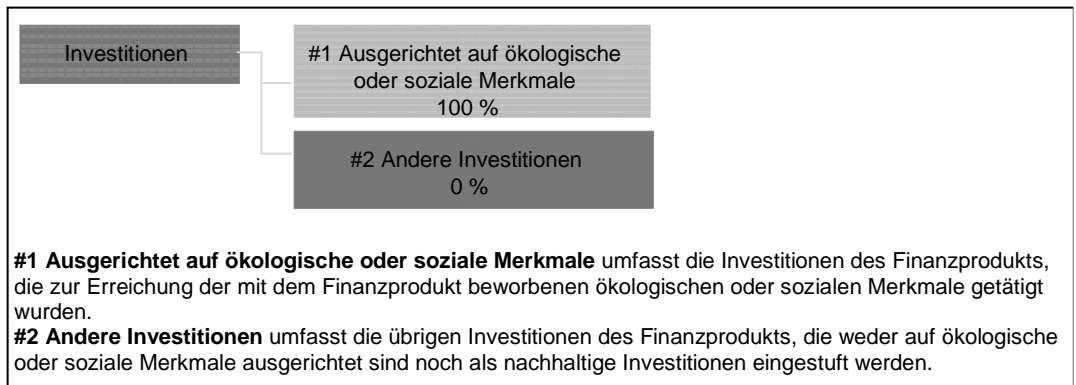 Investitionen
#1 Ausgerichtet auf ökologische
oder soziale Merkmale
100 %
#2 Andere Investitionen
0 %
#1 Ausgerichtet auf ökologische oder soziale Merkmale umfasst die Investitionen des Finanzprodukts,
die zur Erreichung der mit dem Finanzprodukt beworbenen ökologischen oder sozialen Merkmale getätigt
wurden.
#2 Andere Investitionen umfasst die übrigen Investitionen des Finanzprodukts, die weder auf ökologische
oder soziale Merkmale ausgerichtet sind noch als nachhaltige Investitionen eingestuft werden.